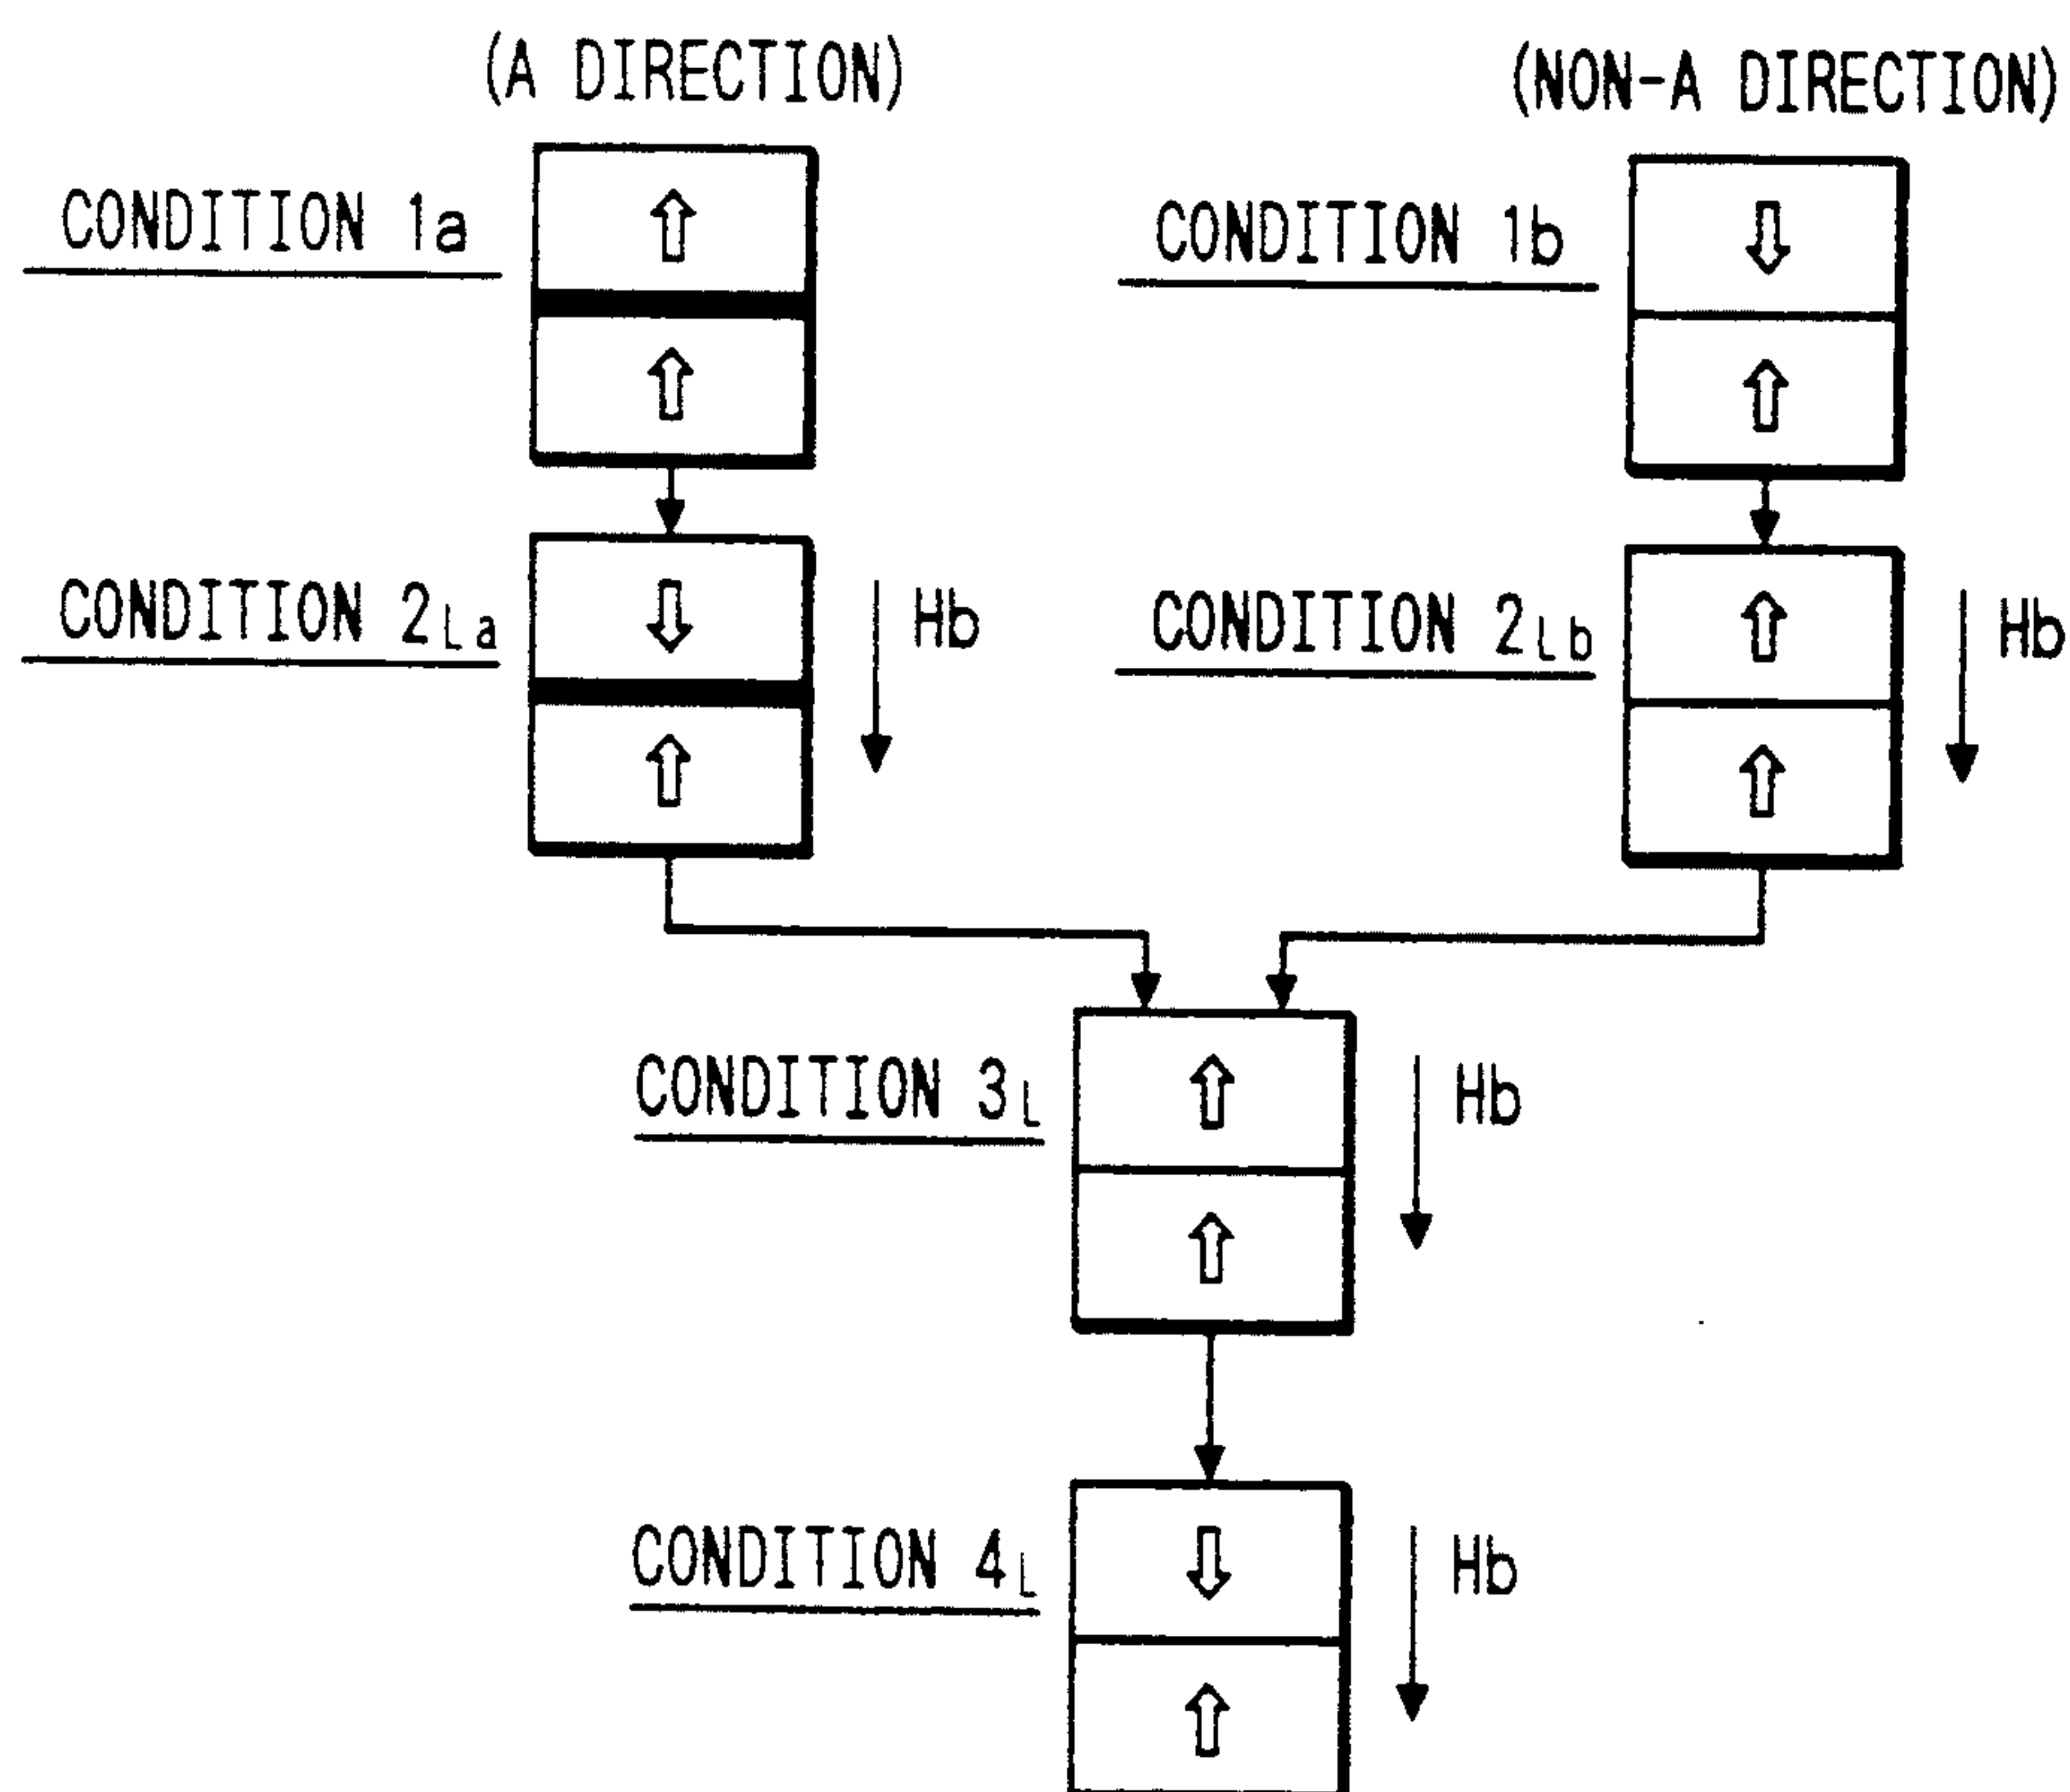 (A DIRECTION)
(NON-A DIRECTION)
CONDITION 1a
CONDITION 1b
CONDITION 2La
Hb
CONDITION 2Lb
Hb
CONDITION 3L
Hb
CONDITION 4L
Hb